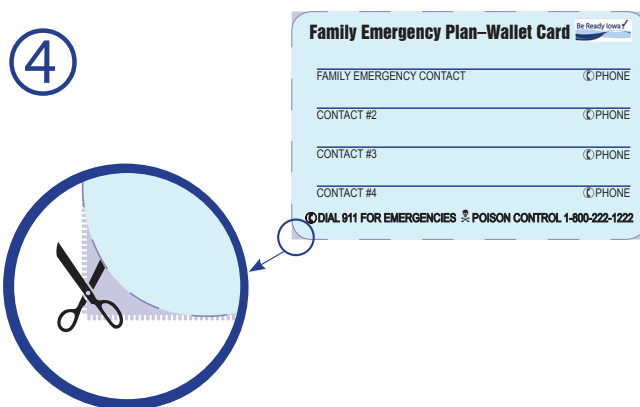 4
Family Emergency Plan–Wallet Card
Be Ready Iowa
FAMILY EMERGENCY CONTACT PHONE
CONTACT #2 PHONE
CONTACT #3 PHONE
CONTACT #4 PHONE
DIAL 911 FOR EMERGENCIES POISON CONTROL 1-800-222-1222